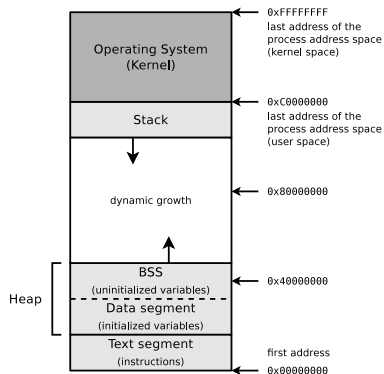 Operating System
(Kernel)
Stack
dynamic growth
BSS
(uninitialized variables)
Data segment
(initialized variables)
Text segment
(instructions)
Heap
0xFFFFFFFF
last address of the
process address space
(kernel space)
0xC0000000
last address of the
process address space
(user space)
0x80000000
0x40000000
first address
0x00000000